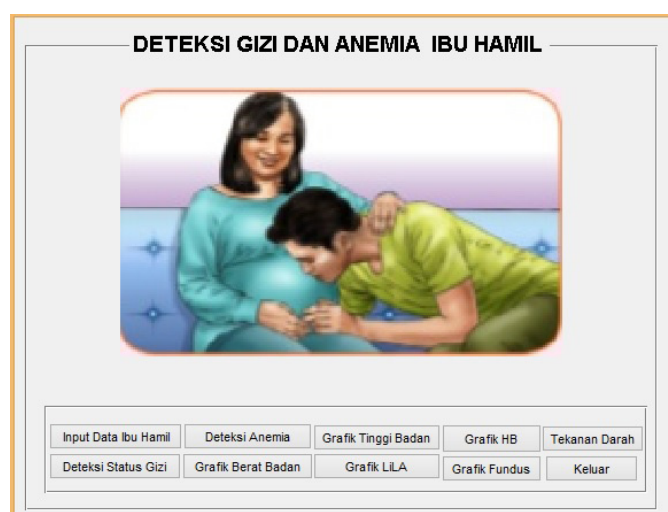 DETEKSI GIZI DAN ANEMIA IBU HAMIL
Input Data Ibu Hamil Deteksi Anemia Grafik Tinggi Badan Grafik HB Tekanan Darah
Deteksi Status Gizi Grafik Berat Badan Grafik LiLA Grafik Fundus Keluar